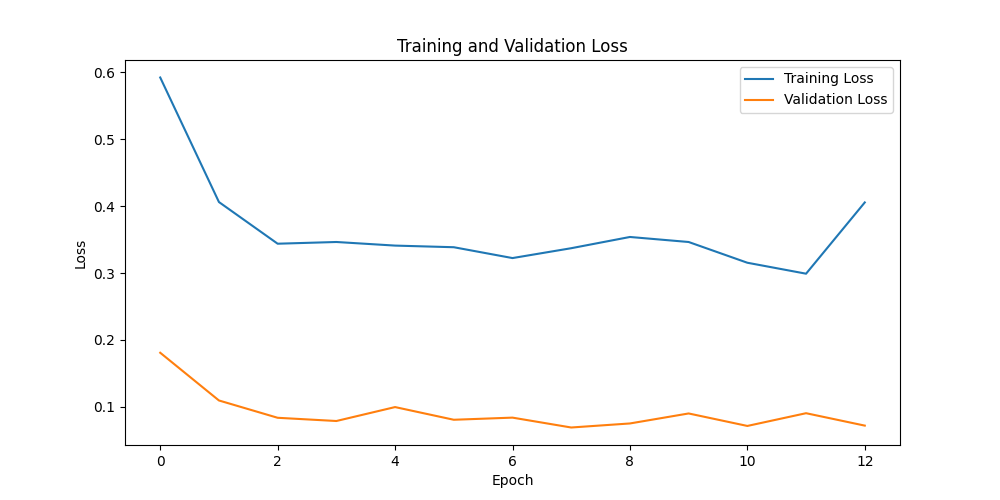 Training and Validation Loss
Training Loss
Validation Loss
Loss
0.6
0.5
0.4
0.3
0.2
0.1
0 2 4 6 8 10 12
Epoch